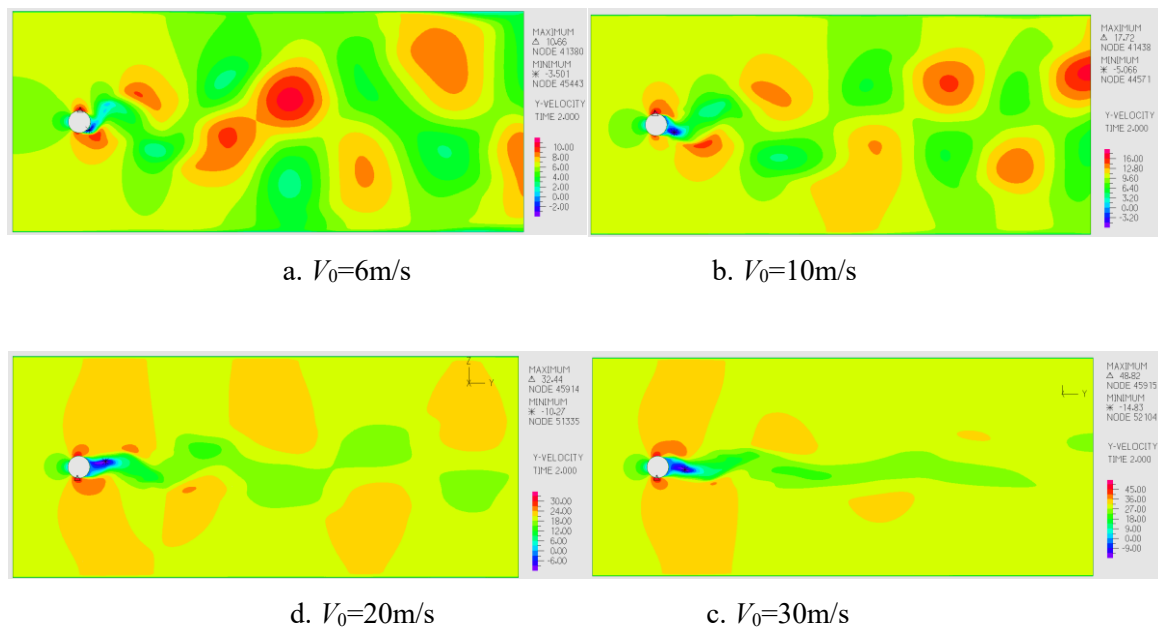 MAXIMUM
△ 10.66
NODE 41380
MINIMUM
✳ -3.501
NODE 45443
Y-VELOCITY
TIME 2.000
10.00
8.00
6.00
4.00
2.00
0.00
-2.00
a. V0=6m/s
MAXIMUM
△ 17.72
NODE 41438
MINIMUM
✳ -5.066
NODE 44571
Y-VELOCITY
TIME 2.000
16.00
12.80
9.60
6.40
3.20
0.00
-3.20
b. V0=10m/s
Z
X Y
MAXIMUM
△ 32.44
NODE 45914
MINIMUM
✳ -10.27
NODE 51335
Y-VELOCITY
TIME 2.000
30.00
24.00
18.00
12.00
6.00
0.00
-6.00
d. V0=20m/s
Y
MAXIMUM
△ 48.82
NODE 45915
MINIMUM
✳ -14.83
NODE 52104
Y-VELOCITY
TIME 2.000
45.00
36.00
27.00
18.00
9.00
0.00
-9.00
c. V0=30m/s